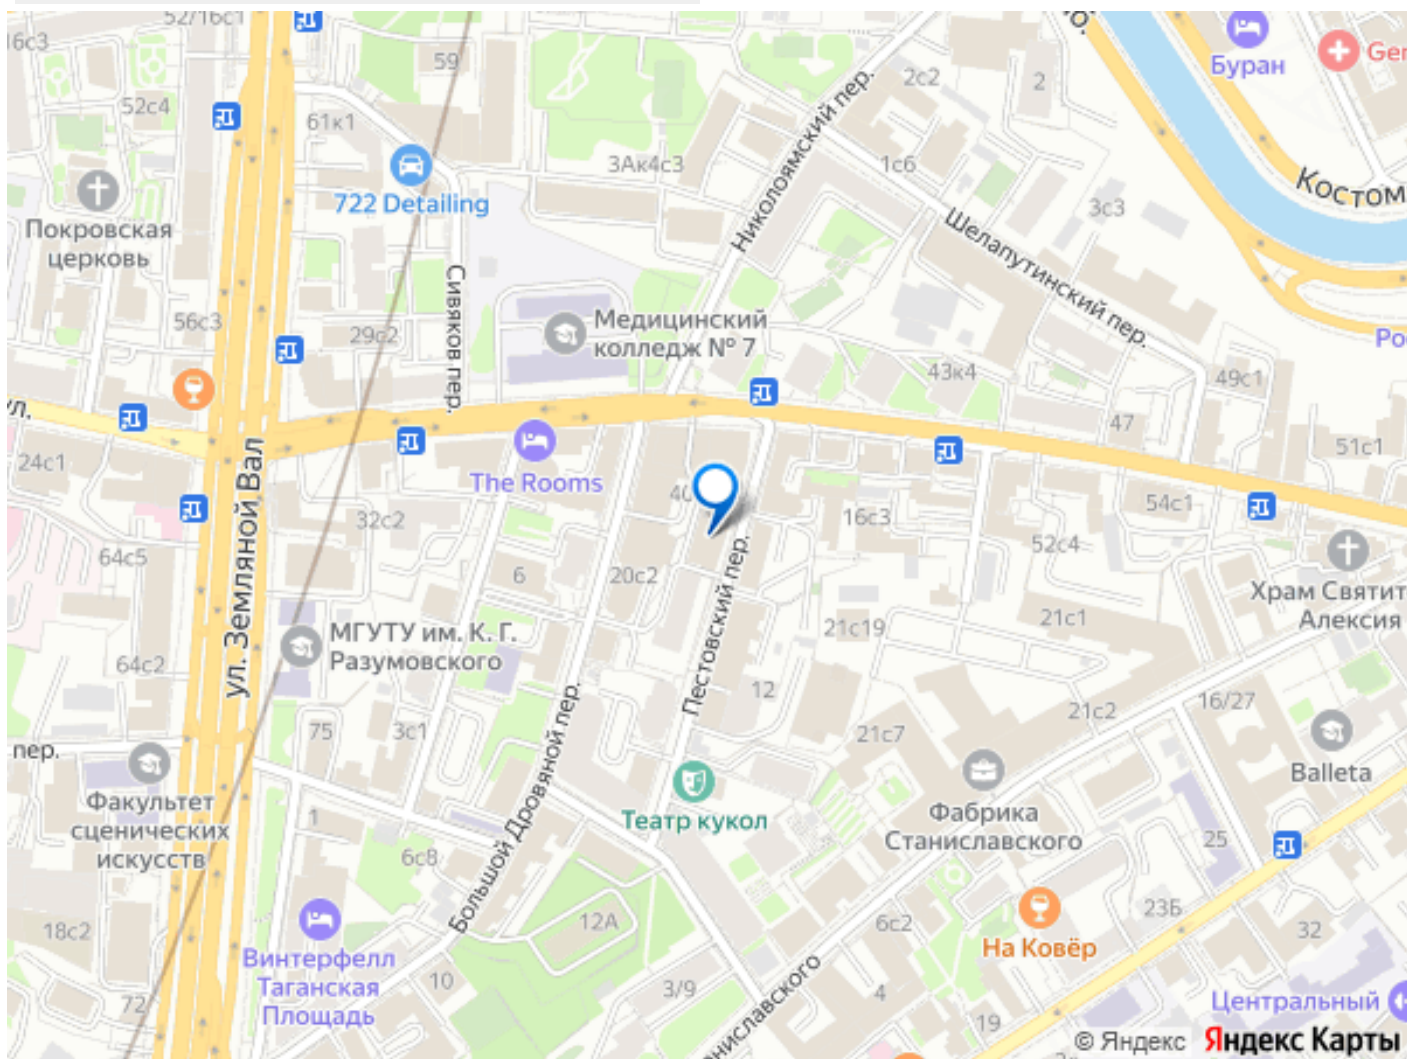 52/16с1
16с3
59
2с2
2
Буран
Ger
52с4
61к1
3Ак4с3
1с6
Николоямский пер.
722 Detailing
Костом
3с3
Покровская
церковь
Шелапутинский пер.
Сивяков пер.
56с3
29с2
Медицинский
колледж № 7
Рос
43к4
49с1
ул.
47
51с1
24с1
The Rooms
40
54с1
32с2
16с3
52с4
64с5
ул. Земляной Вал
6
20с2
Пестовский пер.
Храм Святит
Алексия
21с1
21с19
МГУТУ им. К. Г.
Разумовского
64с2
12
16/27
21с2
75
3с1
21с7
пер.
Большой Дровяной пер.
Balleta
Факультет
сценических
искусств
1
Театр кукол
Фабрика
Станиславского
25
6с8
12А
6с2
23Б
32
18с2
На Ковёр
Винтерфелл
Таганская
Площадь
10
3/9
4
72
ниславского
19
Центральный
© Яндекс Яндекс Карты